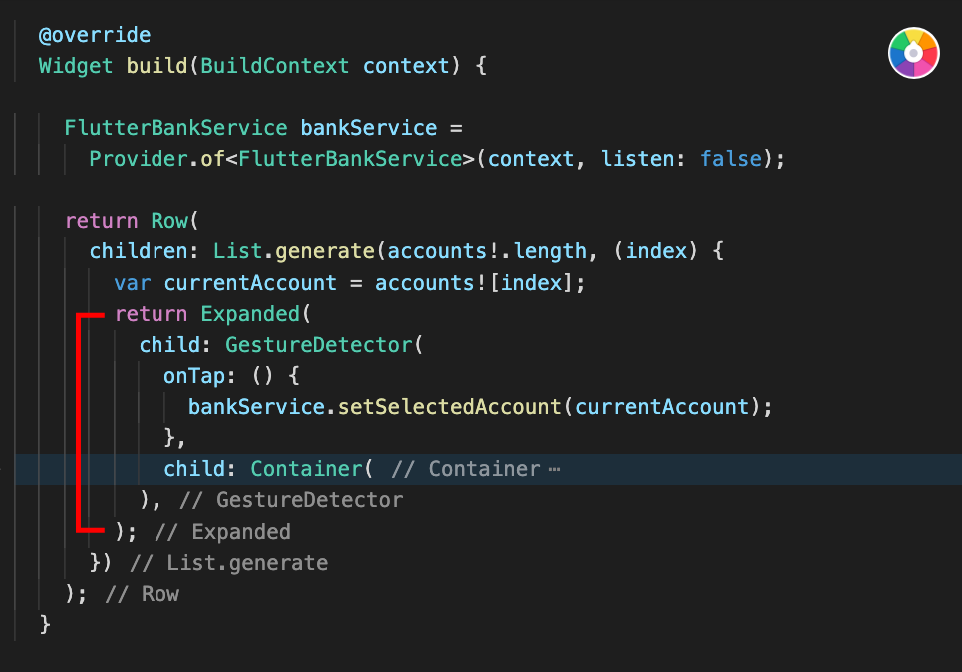 @override
Widget build(BuildContext context) {
FlutterBankService bankService =
Provider.of<FlutterBankService>(context, listen: false);
return Row(
children: List.generate(accounts!.length, (index) {
var currentAccount = accounts![index];
return Expanded(
child: GestureDetector(
onTap: () {
bankService.setSelectedAccount(currentAccount);
},
child: Container( // Container ⋯
), // GestureDetector
); // Expanded
}) // List.generate
); // Row
}